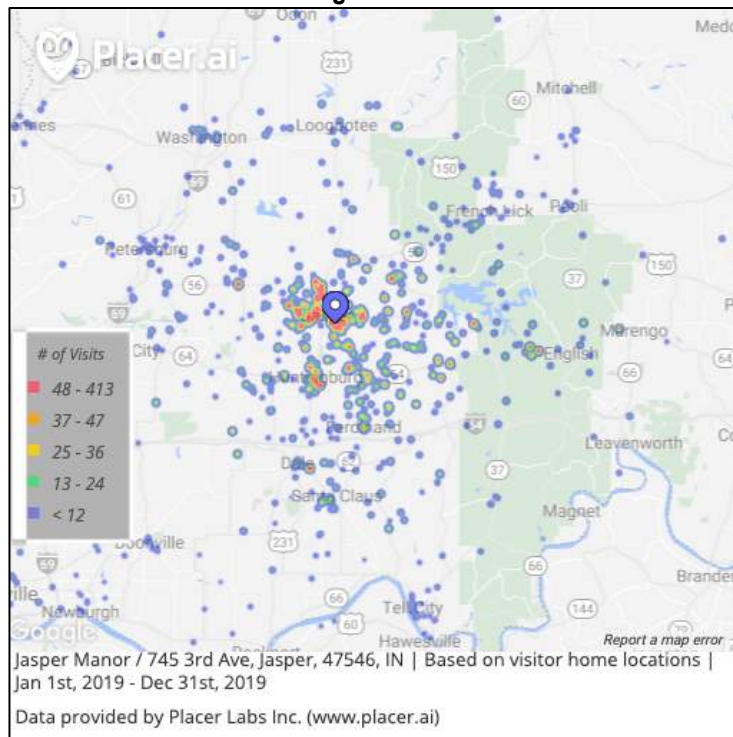 Odon
Medo
Placer.ai
231
60
Mitchell
Loogootee
Washington
150
61
French Lick
Paoli
Petersburg
50
150
56
37
69
Marengo
# of Visits
48 - 413
37 - 47
25 - 36
13 - 24
< 12
City
64
English
64
Huntingburg
66
Ferdinand
Leavenworth
Dale
62
37
Santa Claus
Magnet
Boonville
231
69
66
66
Newburgh
Tell City
144
60
Hawesville
Google
Report a map error
Jasper Manor / 745 3rd Ave, Jasper, 47546, IN | Based on visitor home locations |
Jan 1st, 2019 - Dec 31st, 2019
Data provided by Placer Labs Inc. (www.placer.ai)